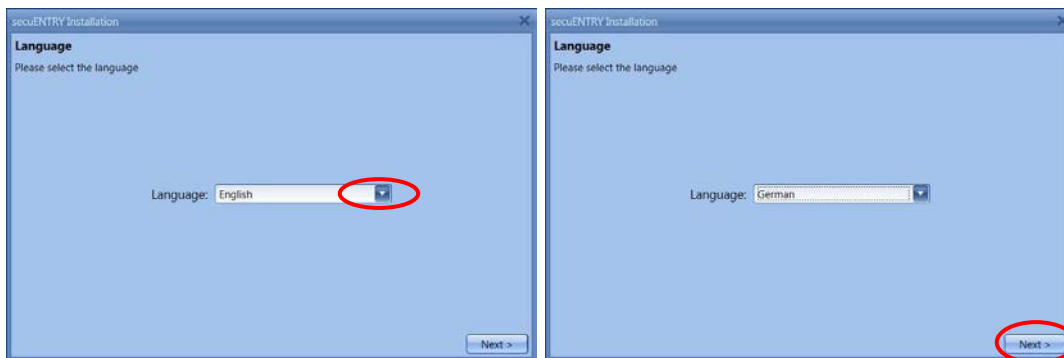 secuENTRY Installation
Language
Please select the language
Language: English
Next >
secuENTRY Installation
Language
Please select the language
Language: German
Next >